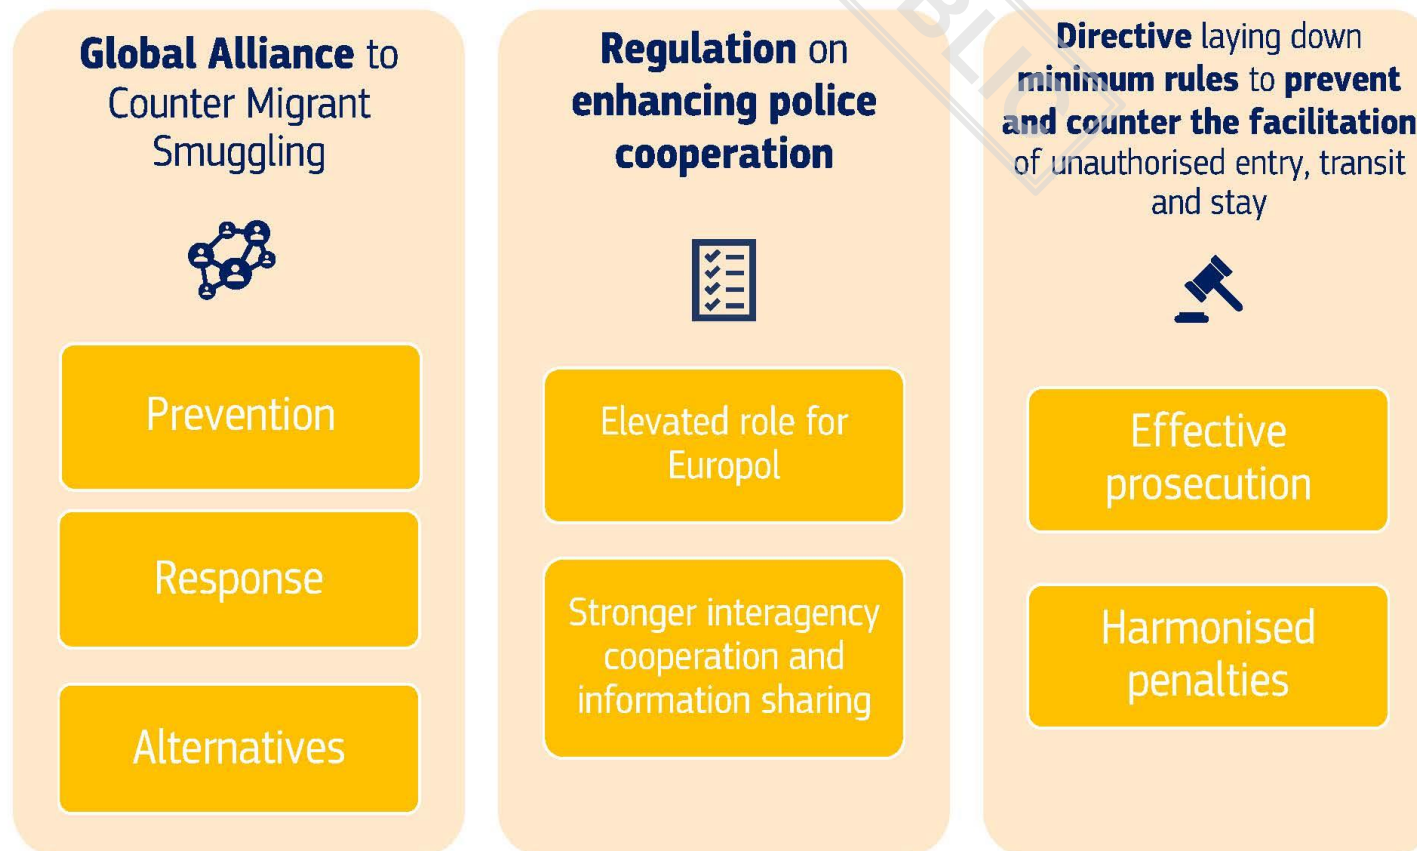 Global Alliance to
Counter Migrant
Smuggling
Prevention
Response
Alternatives
Regulation on
enhancing police
cooperation
Elevated role for
Europol
Stronger interagency
cooperation and
information sharing
Directive laying down
minimum rules to prevent
and counter the facilitation
of unauthorised entry, transit
and stay
Effective
prosecution
Harmonised
penalties